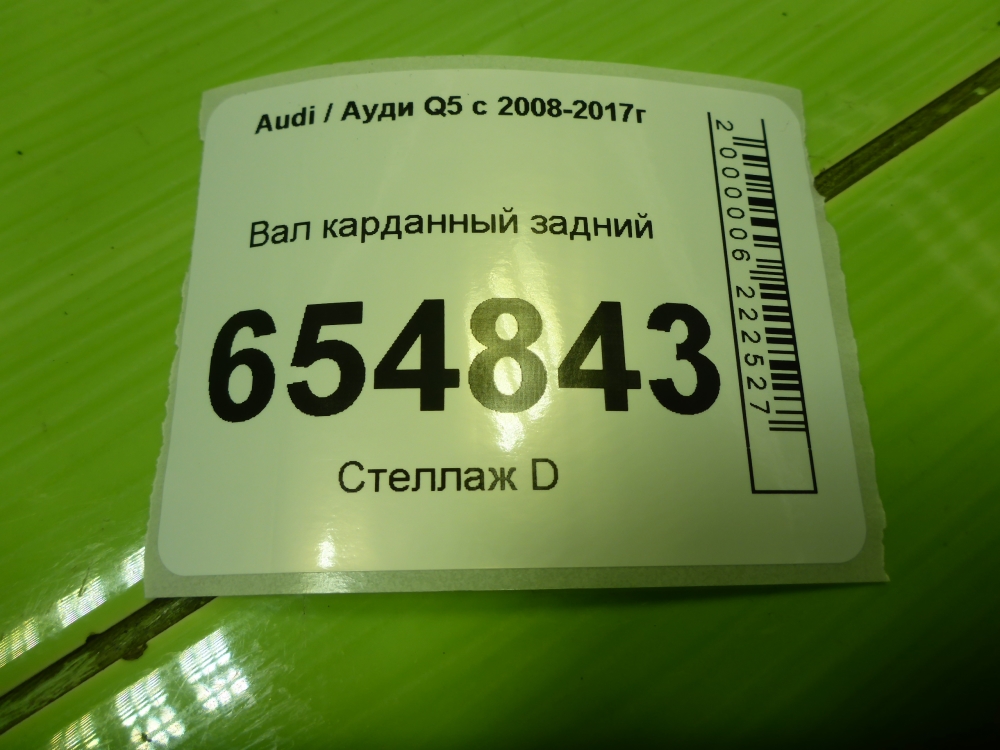 Audi / Ауди Q5 с 2008-2017г
Вал карданный задний
654843
Стеллаж D
2000006222527